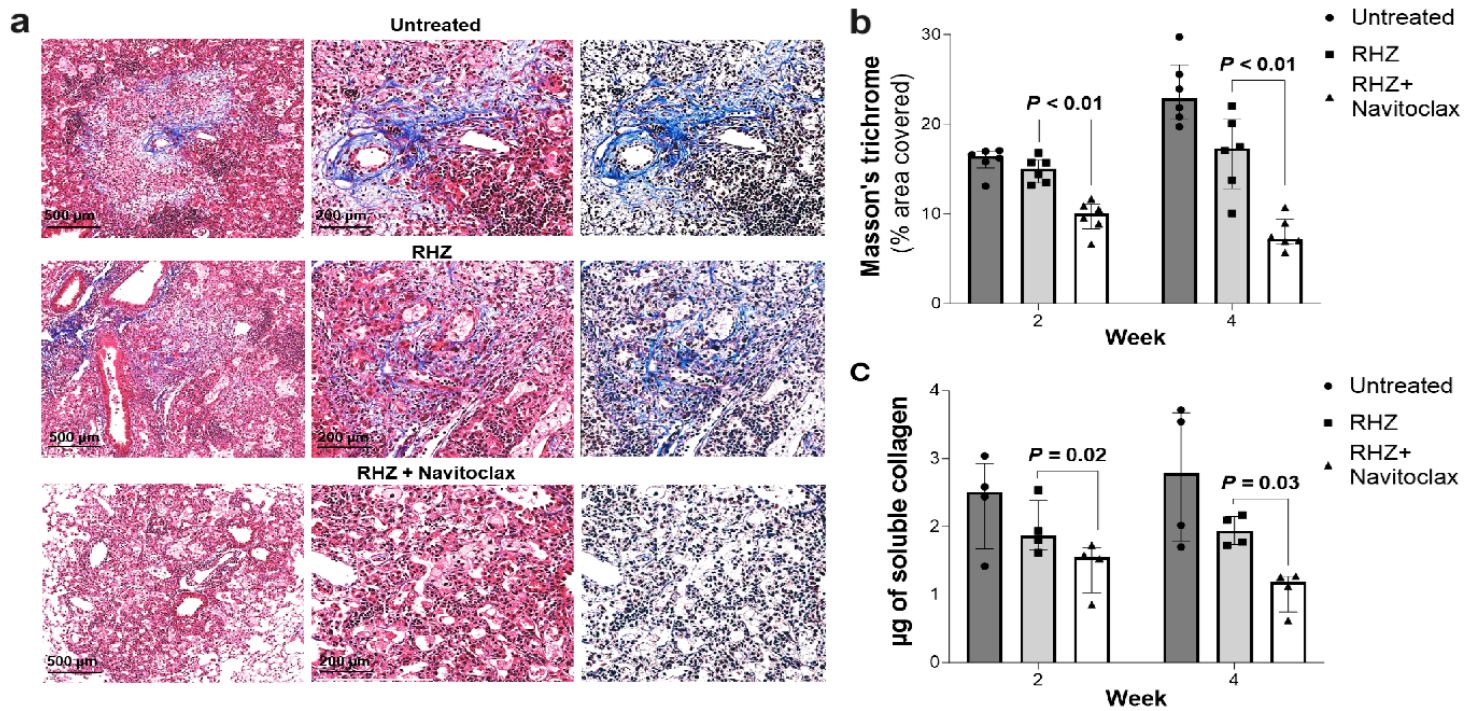 a
Untreated
500 µm
200 µm
RHZ
500 µm
200 µm
RHZ + Navitoclax
500 µm
200 µm
b
Untreated
RHZ
RHZ+
Navitoclax
Masson's trichrome
(% area covered)
30
20
10
0
P < 0.01
P < 0.01
2
4
Week
c
Untreated
RHZ
RHZ+
Navitoclax
µg of soluble collagen
4
3
2
1
0
P = 0.02
P = 0.03
2
4
Week